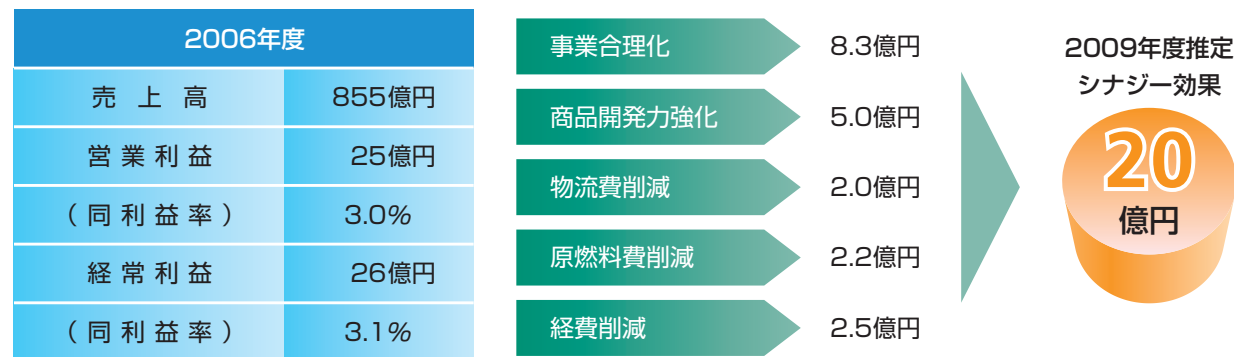 2006年度
売上高 855億円
営業利益 25億円
(同利益率) 3.0%
経常利益 26億円
(同利益率) 3.1%
事業合理化 8.3億円
商品開発力強化 5.0億円
物流費削減 2.0億円
原燃料費削減 2.2億円
経費削減 2.5億円
2009年度推定
シナジー効果
20
億円